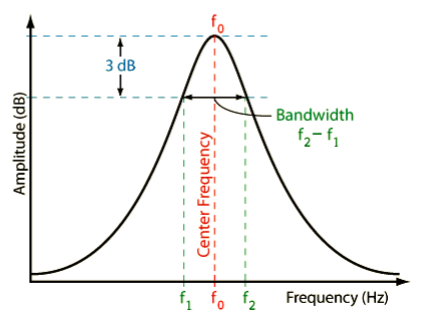 f₀
3 dB
Bandwidth
f₂ – f₁
Amplitude (dB)
Center Frequency
f₁
f₀
f₂
Frequency (Hz)